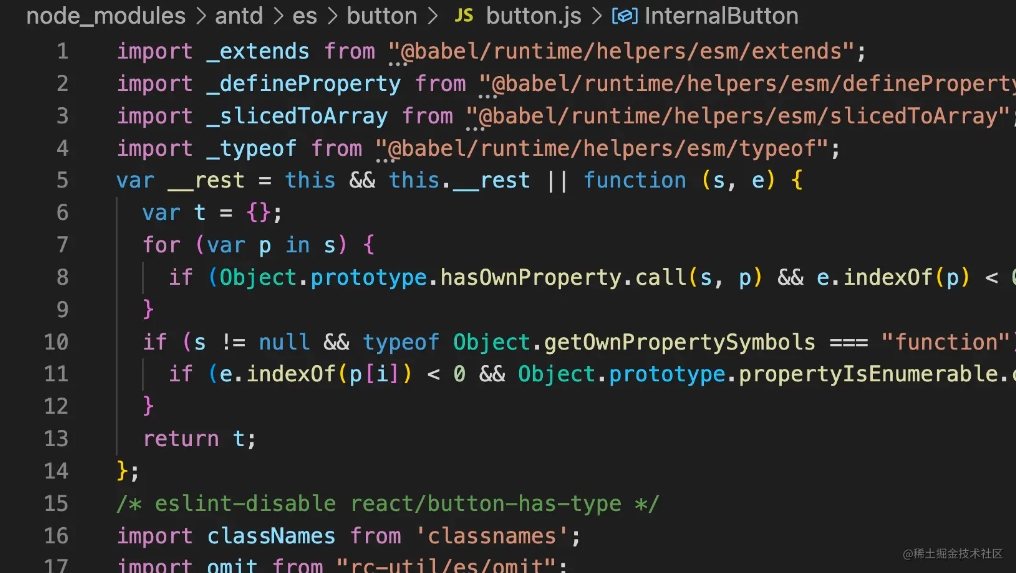 node_modules > antd > es > button > JS button.js > InternalButton
1 import _extends from "@babel/runtime/helpers/esm/extends";
2 import _defineProperty from "@babel/runtime/helpers/esm/defineProperty
3 import _slicedToArray from "@babel/runtime/helpers/esm/slicedToArray";
4 import _typeof from "@babel/runtime/helpers/esm/typeof";
5 var __rest = this && this.__rest || function (s, e) {
6 var t = {};
7 for (var p in s) {
8 if (Object.prototype.hasOwnProperty.call(s, p) && e.indexOf(p) < 0
9 }
10 if (s != null && typeof Object.getOwnPropertySymbols === "function")
11 if (e.indexOf(p[i]) < 0 && Object.prototype.propertyIsEnumerable.c
12 }
13 return t;
14 };
15 /* eslint-disable react/button-has-type */
16 import classNames from 'classnames';
17 import omit from "rc-util/es/omit";
@稀土掘金技术社区